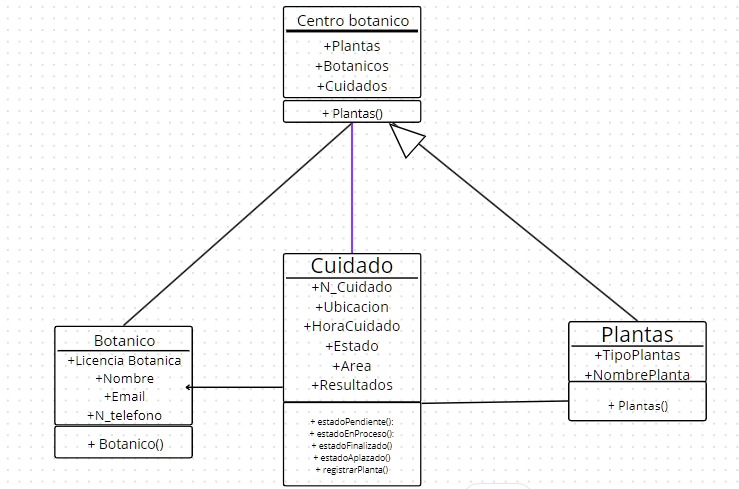 Centro botanico
+Plantas
+Botanicos
+Cuidados
+ Plantas()
Cuidado
+N_Cuidado
+Ubicacion
+HoraCuidado
+Estado
+Area
+Resultados
+ estadoPendiente():
+ estadoEnProceso():
+ estadoFinalizado()
+ estadoAplazado()
+ registrarPlanta()
Botanico
+Licencia Botanica
+Nombre
+Email
+N_telefono
+ Botanico()
Plantas
+TipoPlantas
+NombrePlanta
+ Plantas()